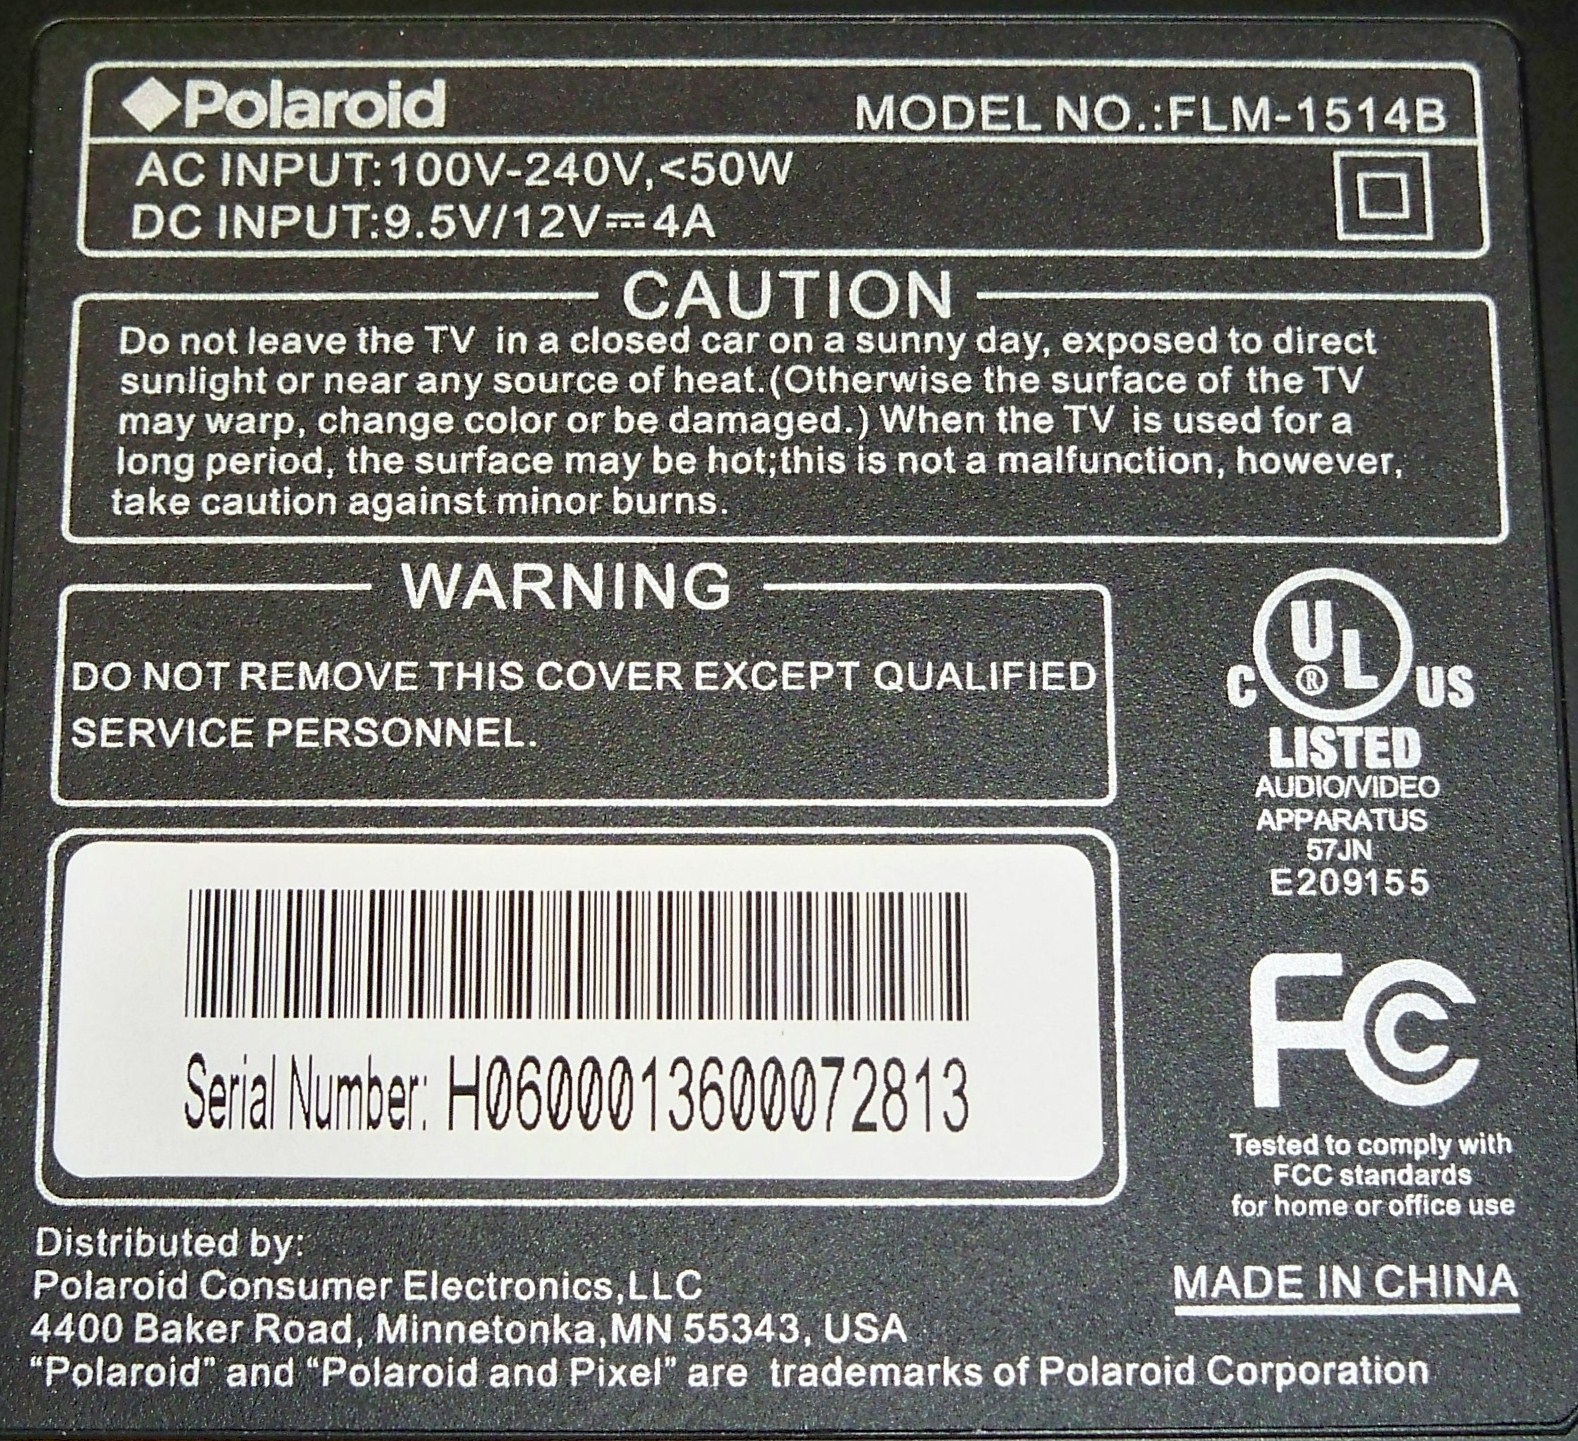 Polaroid
MODEL NO.:FLM-1514B
AC INPUT:100V-240V,<50W
DC INPUT:9.5V/12V⎓4A
CAUTION
Do not leave the TV in a closed car on a sunny day, exposed to direct
sunlight or near any source of heat.(Otherwise the surface of the TV
may warp, change color or be damaged.) When the TV is used for a
long period, the surface may be hot;this is not a malfunction, however,
take caution against minor burns.
WARNING
DO NOT REMOVE THIS COVER EXCEPT QUALIFIED
SERVICE PERSONNEL.
C UL® US
LISTED
AUDIO/VIDEO
APPARATUS
57JN
E209155
Serial Number: H0600013600072813
FC
Tested to comply with
FCC standards
for home or office use
MADE IN CHINA
Distributed by:
Polaroid Consumer Electronics,LLC
4400 Baker Road, Minnetonka,MN 55343, USA
“Polaroid” and “Polaroid and Pixel” are trademarks of Polaroid Corporation